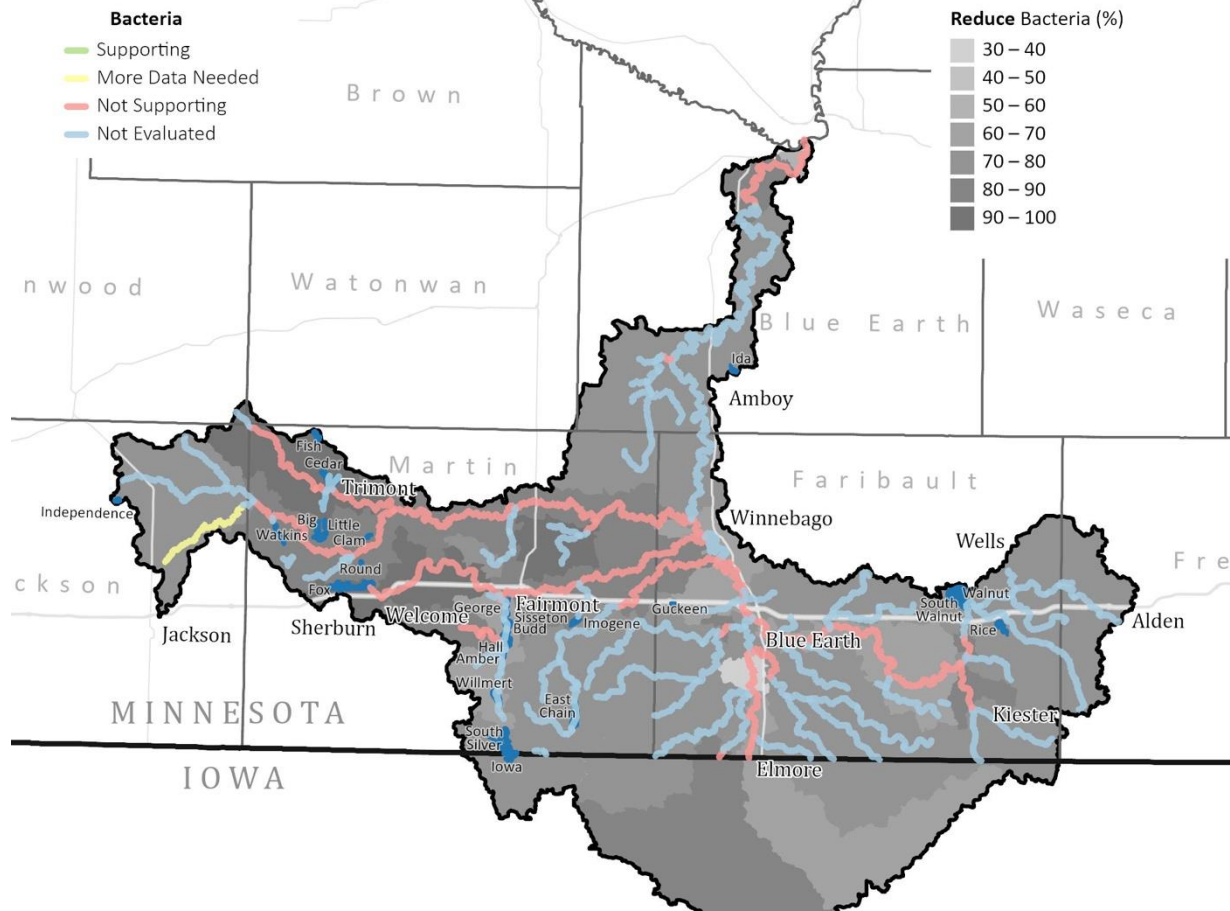 Bacteria
Supporting
More Data Needed
Not Supporting
Not Evaluated
Reduce Bacteria (%)
30 – 40
40 – 50
50 – 60
60 – 70
70 – 80
80 – 90
90 – 100
Brown
nwood
Watonwan
Blue Earth
Waseca
Ida
Amboy
Fish
Cedar
Martin
Trimont
Faribault
Independence
Watkins
Big
Little
Clam
Winnebago
Wells
Fre
ckson
Round
Fox
Jackson
Sherburn
Welcome
George
Fairmont
Sisseton
Budd
Imogene
Guckeen
South
Walnut
Walnut
Rice
Alden
Hall
Amber
Blue Earth
Willmert
East
Chain
Kiester
MINNESOTA
South
Silver
Iowa
Elmore
IOWA